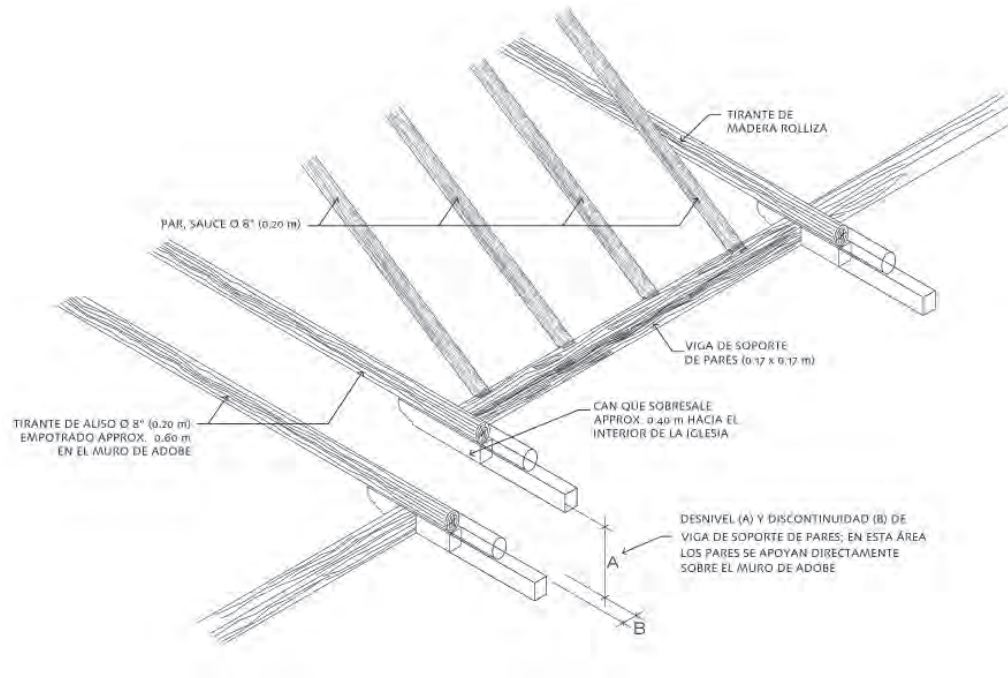 TIRANTE DE
MADERA ROLLIZA
PAR, SAUCE Ø 8" (0.20 m)
VIGA DE SOPORTE
DE PARES (0.17 x 0.17 m)
CAN QUE SOBRESALE
APPROX. 0.40 m HACIA EL
INTERIOR DE LA IGLESIA
TIRANTE DE ALISO Ø 8" (0.20 m)
EMPOTRADO APPROX. 0.60 m
EN EL MURO DE ADOBE
DESNIVEL (A) Y DISCONTINUIDAD (B) DE
VIGA DE SOPORTE DE PARES; EN ESTA ÁREA
LOS PARES SE APOYAN DIRECTAMENTE
SOBRE EL MURO DE ADOBE
A
B